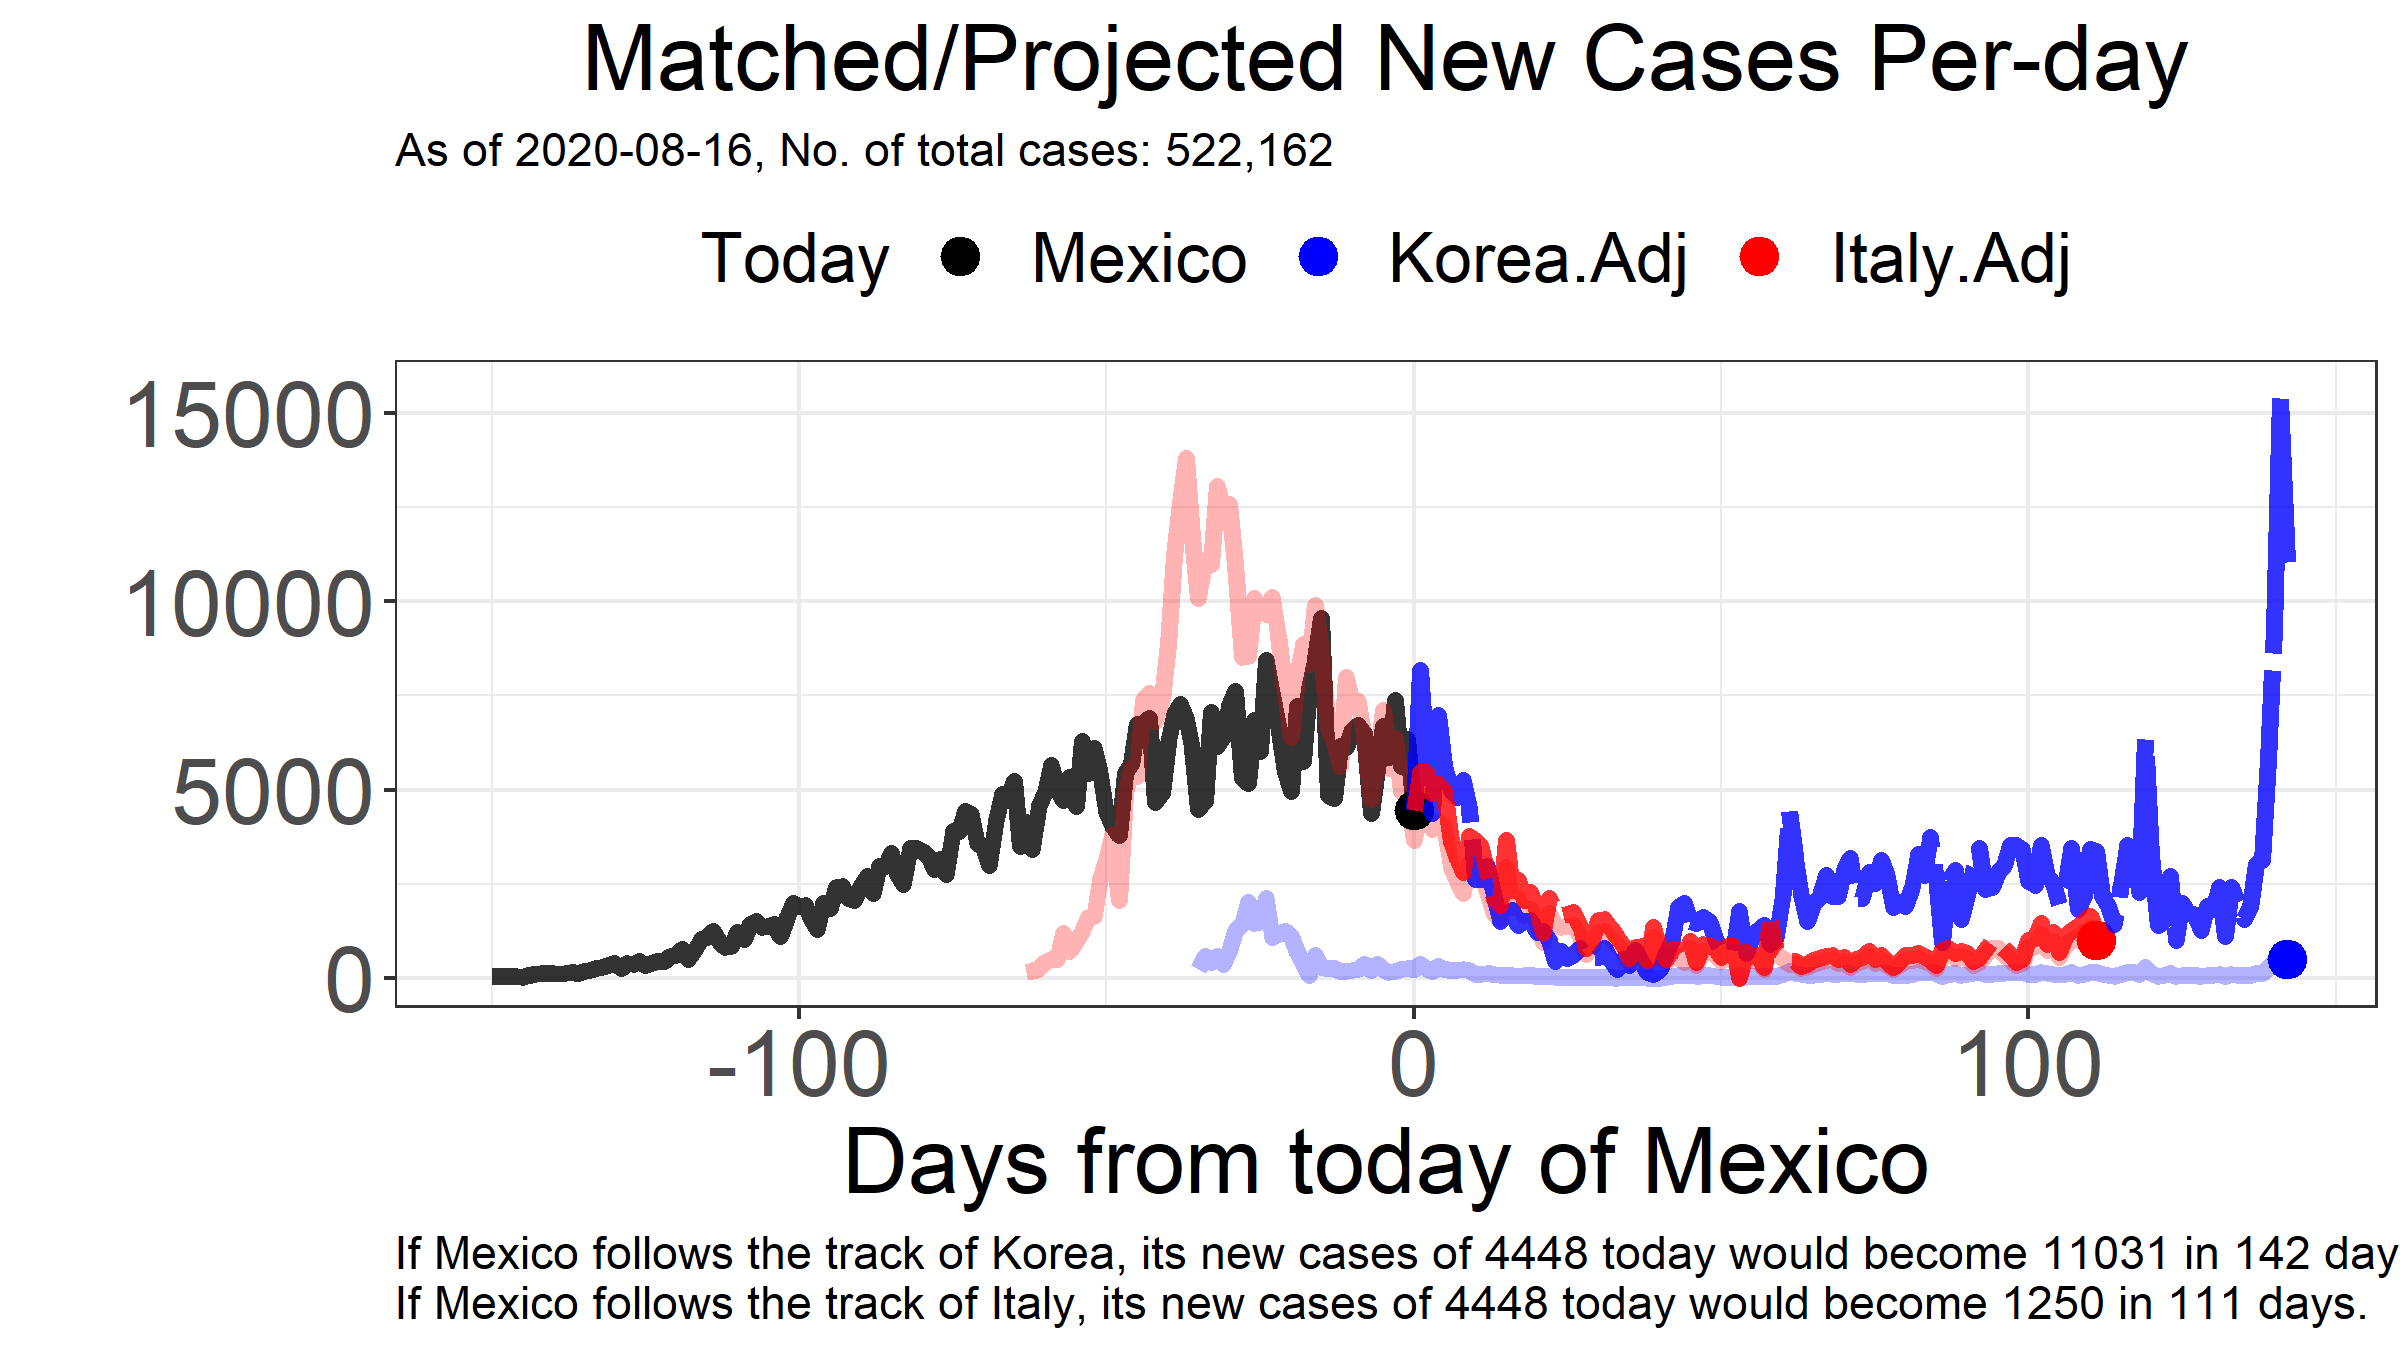 Matched/Projected New Cases Per-day
As of 2020-08-16, No. of total cases: 522,162
Today Mexico Korea.Adj Italy.Adj
15000
10000
5000
0
-100 0 100
Days from today of Mexico
If Mexico follows the track of Korea, its new cases of 4448 today would become 11031 in 142 day
If Mexico follows the track of Italy, its new cases of 4448 today would become 1250 in 111 days.